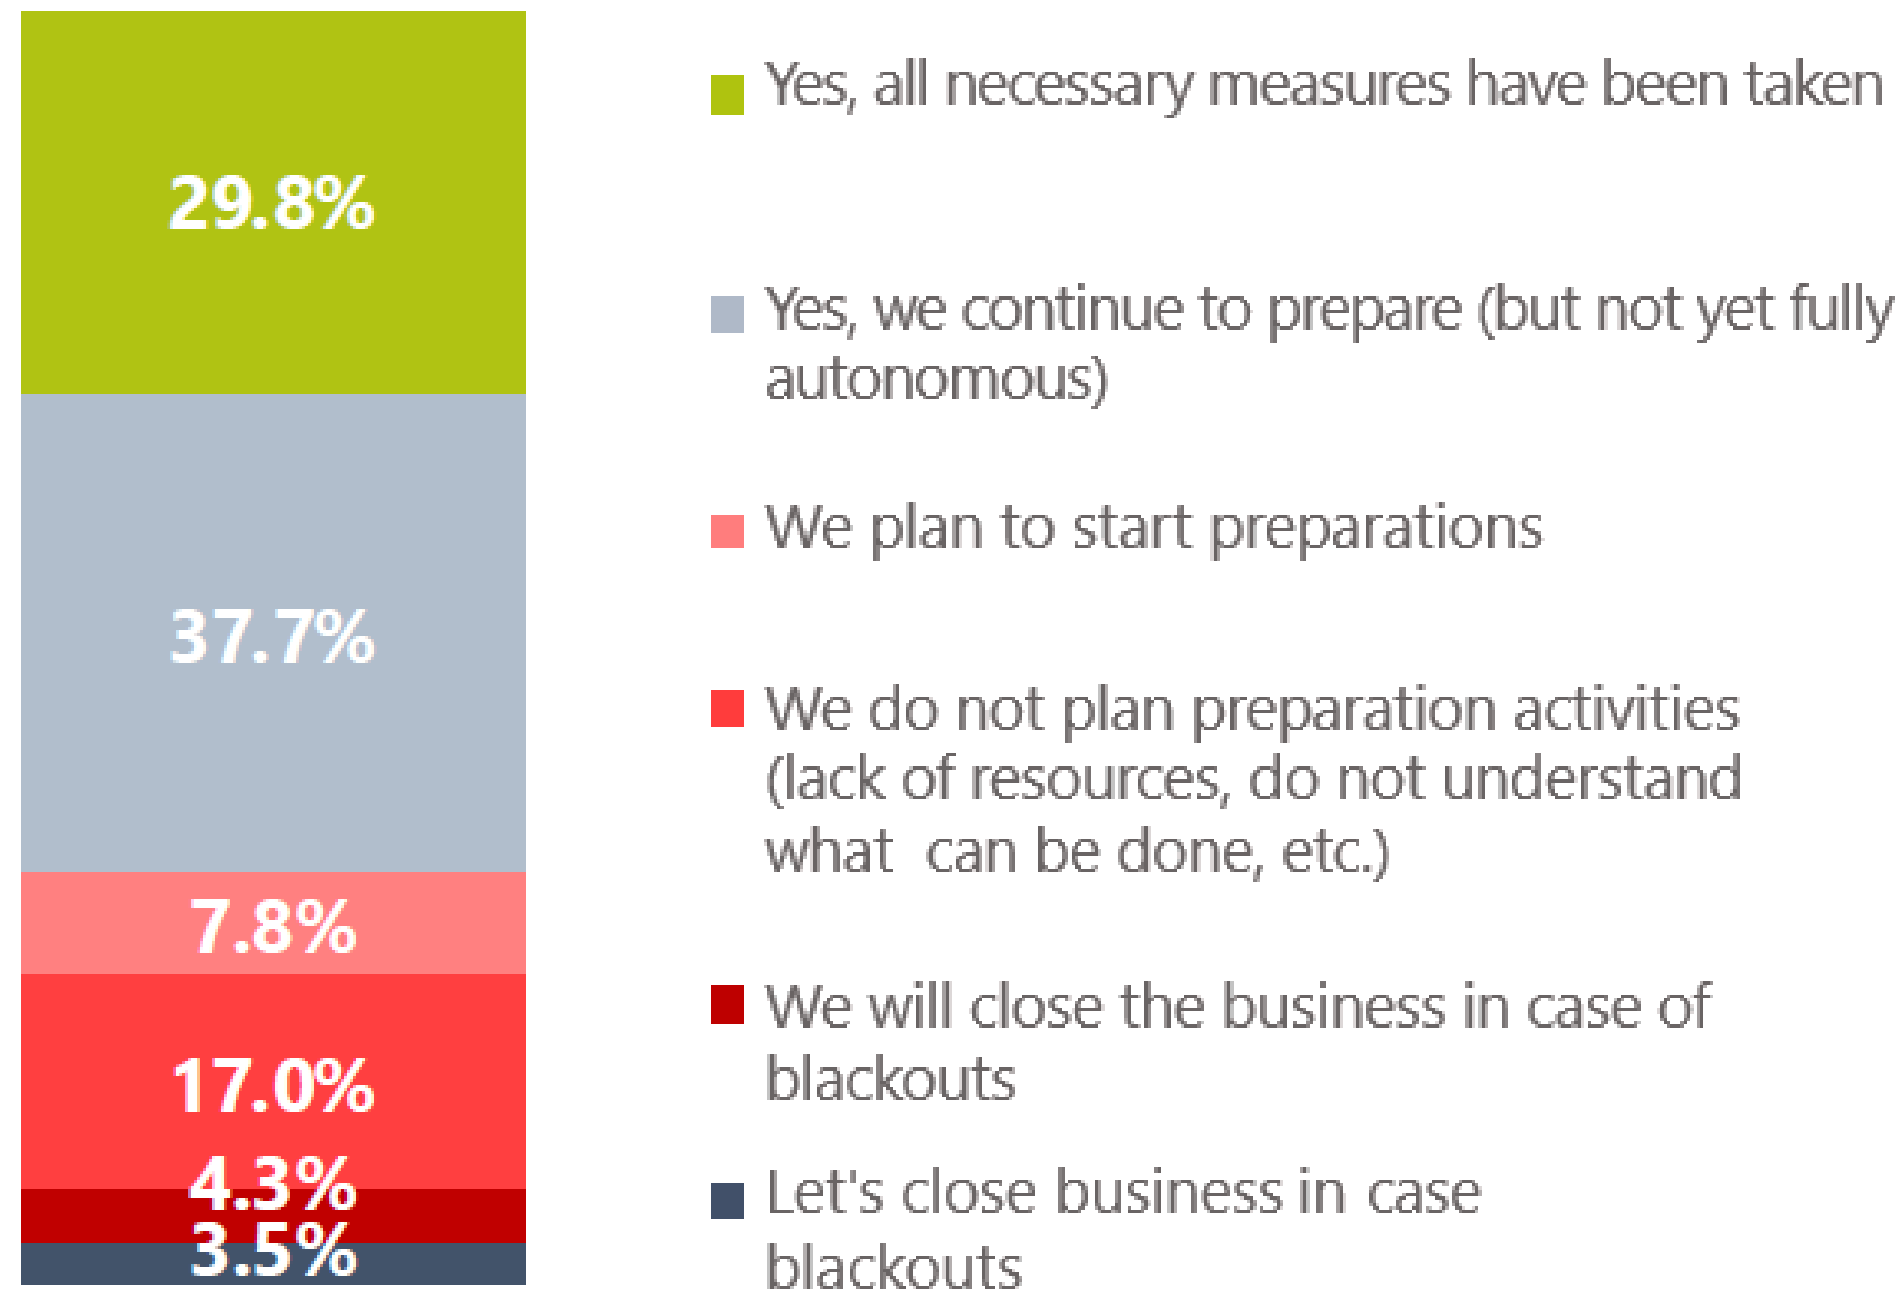 29.8%
37.7%
7.8%
17.0%
4.3%
3.5%
Yes, all necessary measures have been taken
Yes, we continue to prepare (but not yet fully
autonomous)
We plan to start preparations
We do not plan preparation activities
(lack of resources, do not understand
what  can be done, etc.)
We will close the business in case of
blackouts
Let's close business in case
blackouts